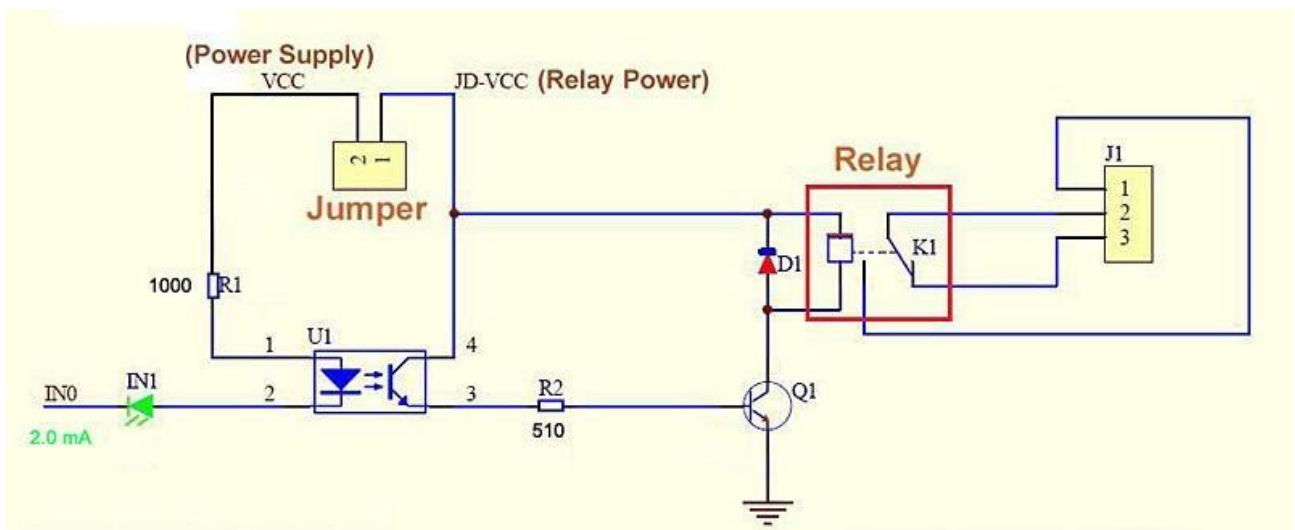 (Power Supply)
VCC
JD-VCC (Relay Power)
2 1
Jumper
Relay
J1
1
2
3
K1
D1
1000 R1
U1
1
4
IN0
IN1
2
3
R2
Q1
2.0 mA
510